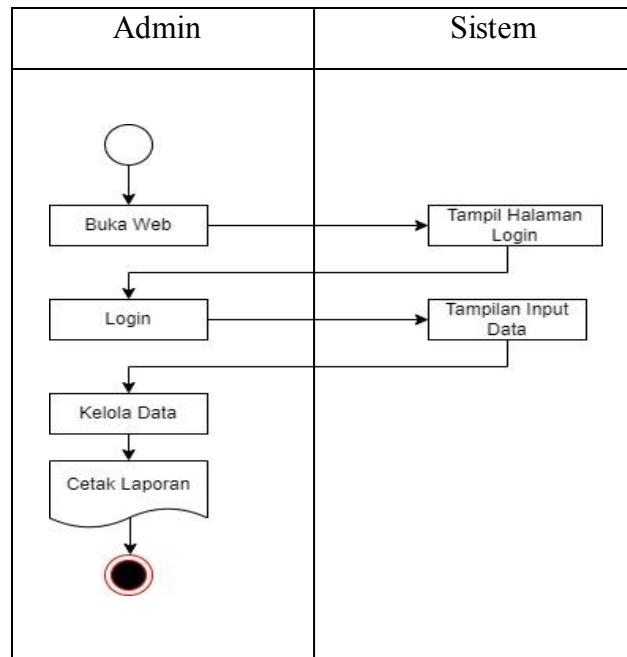 Admin
Sistem
Buka Web
Tampil Halaman
Login
Login
Tampilan Input
Data
Kelola Data
Cetak Laporan